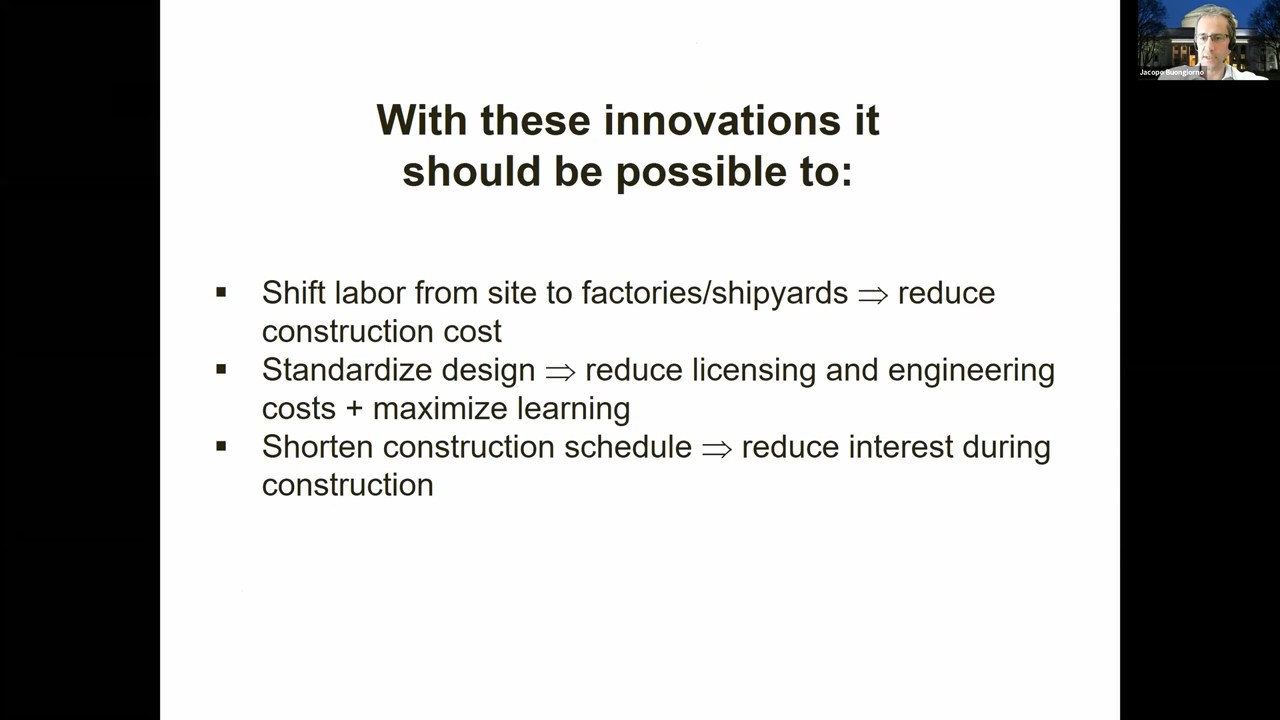 With these innovations it
should be possible to:
▪ Shift labor from site to factories/shipyards ⇒ reduce
construction cost
▪ Standardize design ⇒ reduce licensing and engineering
costs + maximize learning
▪ Shorten construction schedule ⇒ reduce interest during
construction
Jacopo Buongiorno